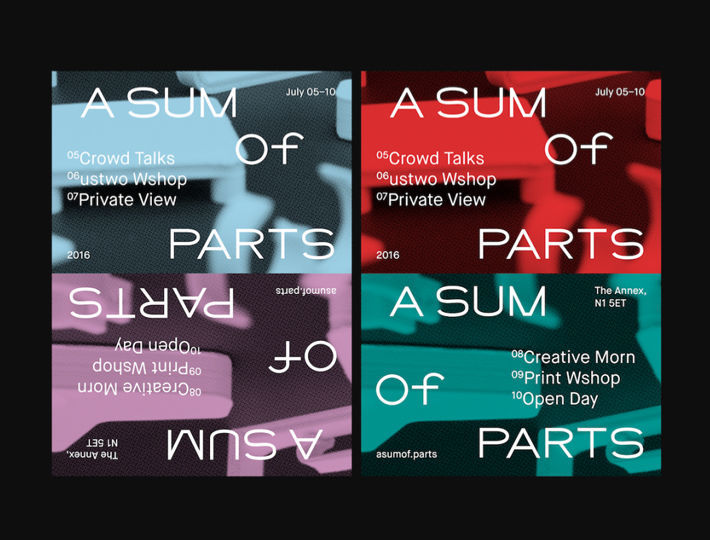 A SUM
July 05–10
of
⁰⁵Crowd Talks
⁰⁶ustwo Wshop
⁰⁷Private View
2016
PARTS
A SUM
July 05–10
of
⁰⁵Crowd Talks
⁰⁶ustwo Wshop
⁰⁷Private View
2016
PARTS
A SUM
The Annex,
N1 5ET
of
⁰⁸Creative Morn
⁰⁹Print Wshop
¹⁰Open Day
asumof.parts
PARTS
A SUM
The Annex,
N1 5ET
⁰⁸Creative Morn
⁰⁹Print Wshop
¹⁰Open Day
of
asumof.parts
PARTS